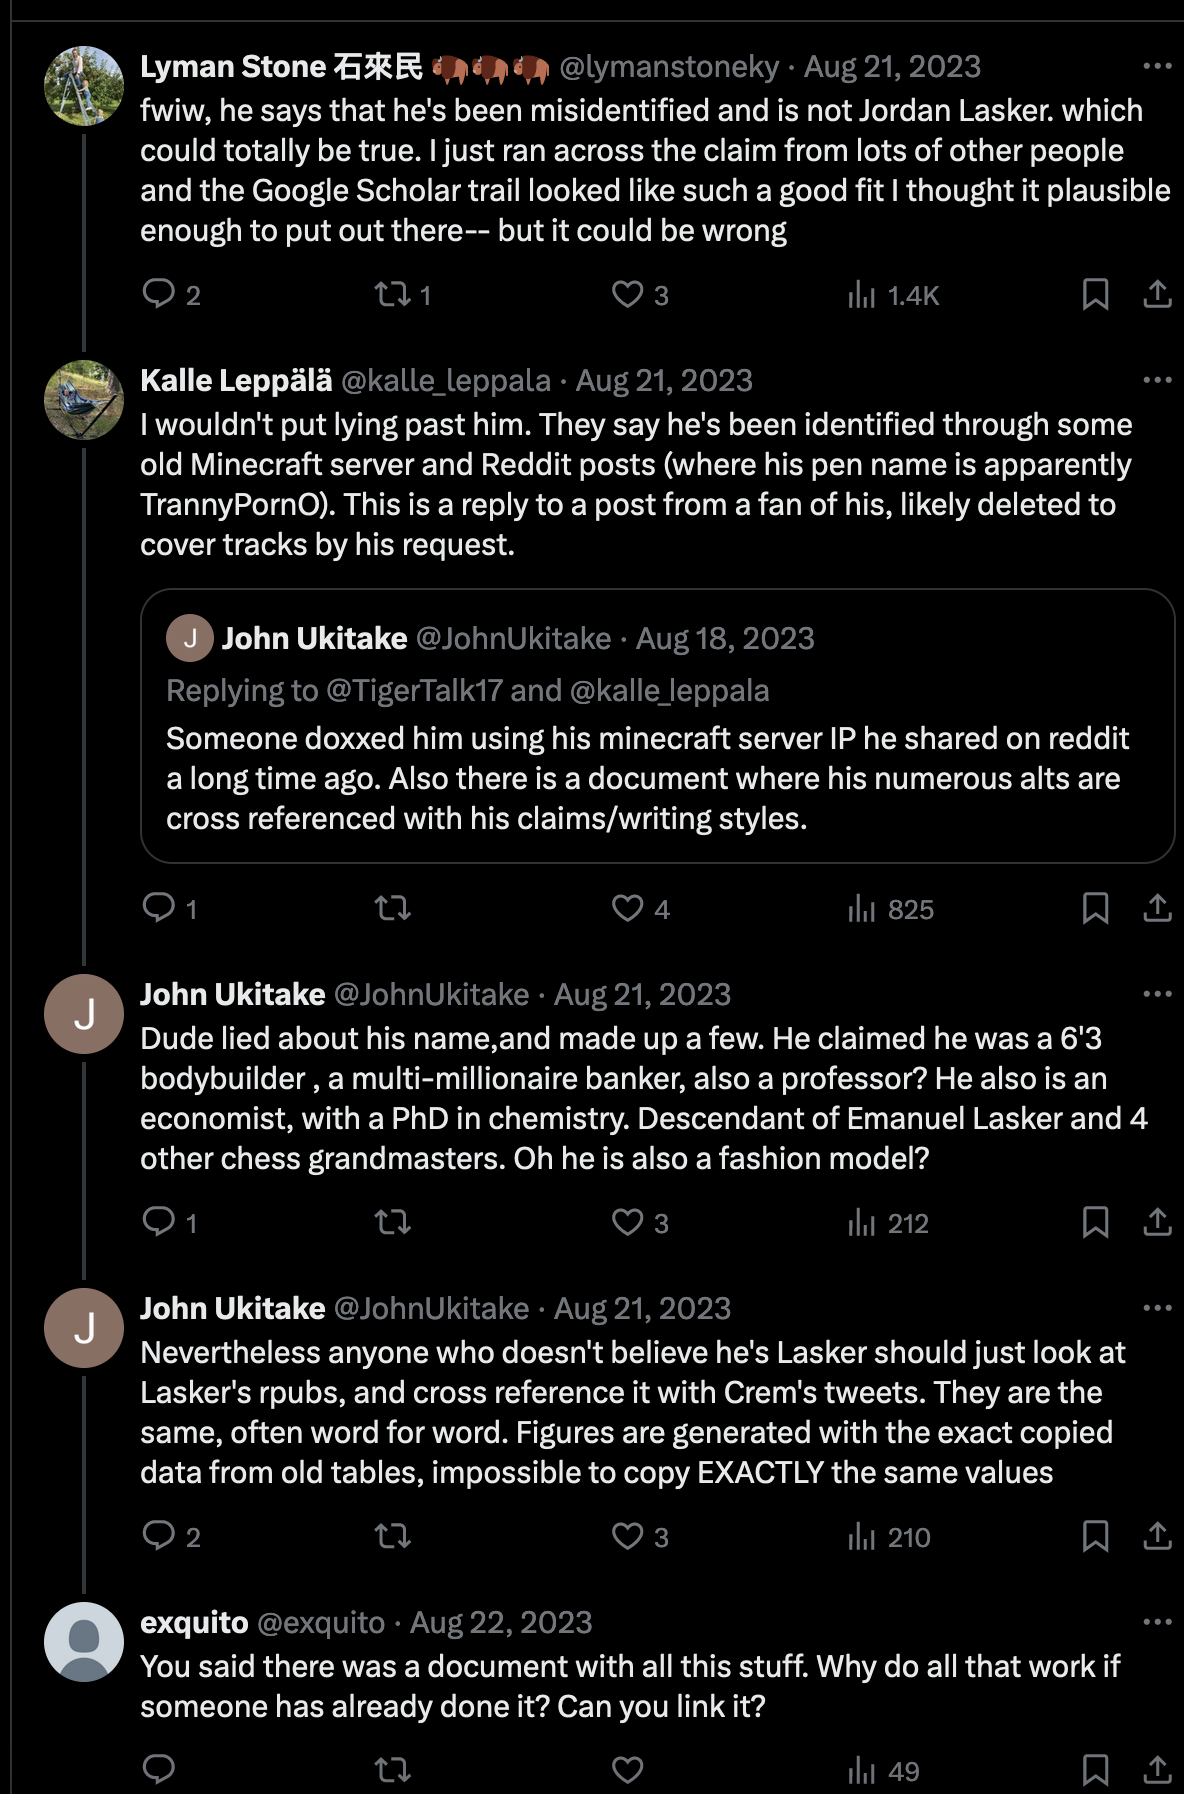 Lyman Stone 石來民 🦬🦬🦬 @lymanstoneky · Aug 21, 2023
fwiw, he says that he's been misidentified and is not Jordan Lasker. which
could totally be true. I just ran across the claim from lots of other people
and the Google Scholar trail looked like such a good fit I thought it plausible
enough to put out there-- but it could be wrong
2 1 3 1.4K
Kalle Leppälä @kalle_leppala · Aug 21, 2023
I wouldn't put lying past him. They say he's been identified through some
old Minecraft server and Reddit posts (where his pen name is apparently
TrannyPornO). This is a reply to a post from a fan of his, likely deleted to
cover tracks by his request.
J John Ukitake @JohnUkitake · Aug 18, 2023
Replying to @TigerTalk17 and @kalle_leppala
Someone doxxed him using his minecraft server IP he shared on reddit
a long time ago. Also there is a document where his numerous alts are
cross referenced with his claims/writing styles.
1 4 825
J John Ukitake @JohnUkitake · Aug 21, 2023
Dude lied about his name,and made up a few. He claimed he was a 6'3
bodybuilder , a multi-millionaire banker, also a professor? He also is an
economist, with a PhD in chemistry. Descendant of Emanuel Lasker and 4
other chess grandmasters. Oh he is also a fashion model?
1 3 212
J John Ukitake @JohnUkitake · Aug 21, 2023
Nevertheless anyone who doesn't believe he's Lasker should just look at
Lasker's rpubs, and cross reference it with Crem's tweets. They are the
same, often word for word. Figures are generated with the exact copied
data from old tables, impossible to copy EXACTLY the same values
2 3 210
exquito @exquito · Aug 22, 2023
You said there was a document with all this stuff. Why do all that work if
someone has already done it? Can you link it?
49